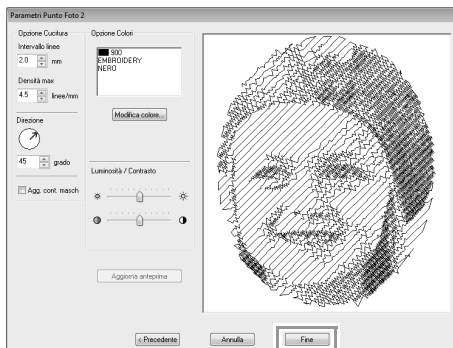 Parametri Punto Foto 2
Opzione Cucitura
Intervallo linee
2.0 mm
Densità max
4.5 linee/mm
Direzione
45 grado
Agg. cont. masch
Opzione Colori
900
EMBROIDERY
NERO
Modifica colore...
Luminosità / Contrasto
Aggiorna anteprima
< Precedente
Annulla
Fine